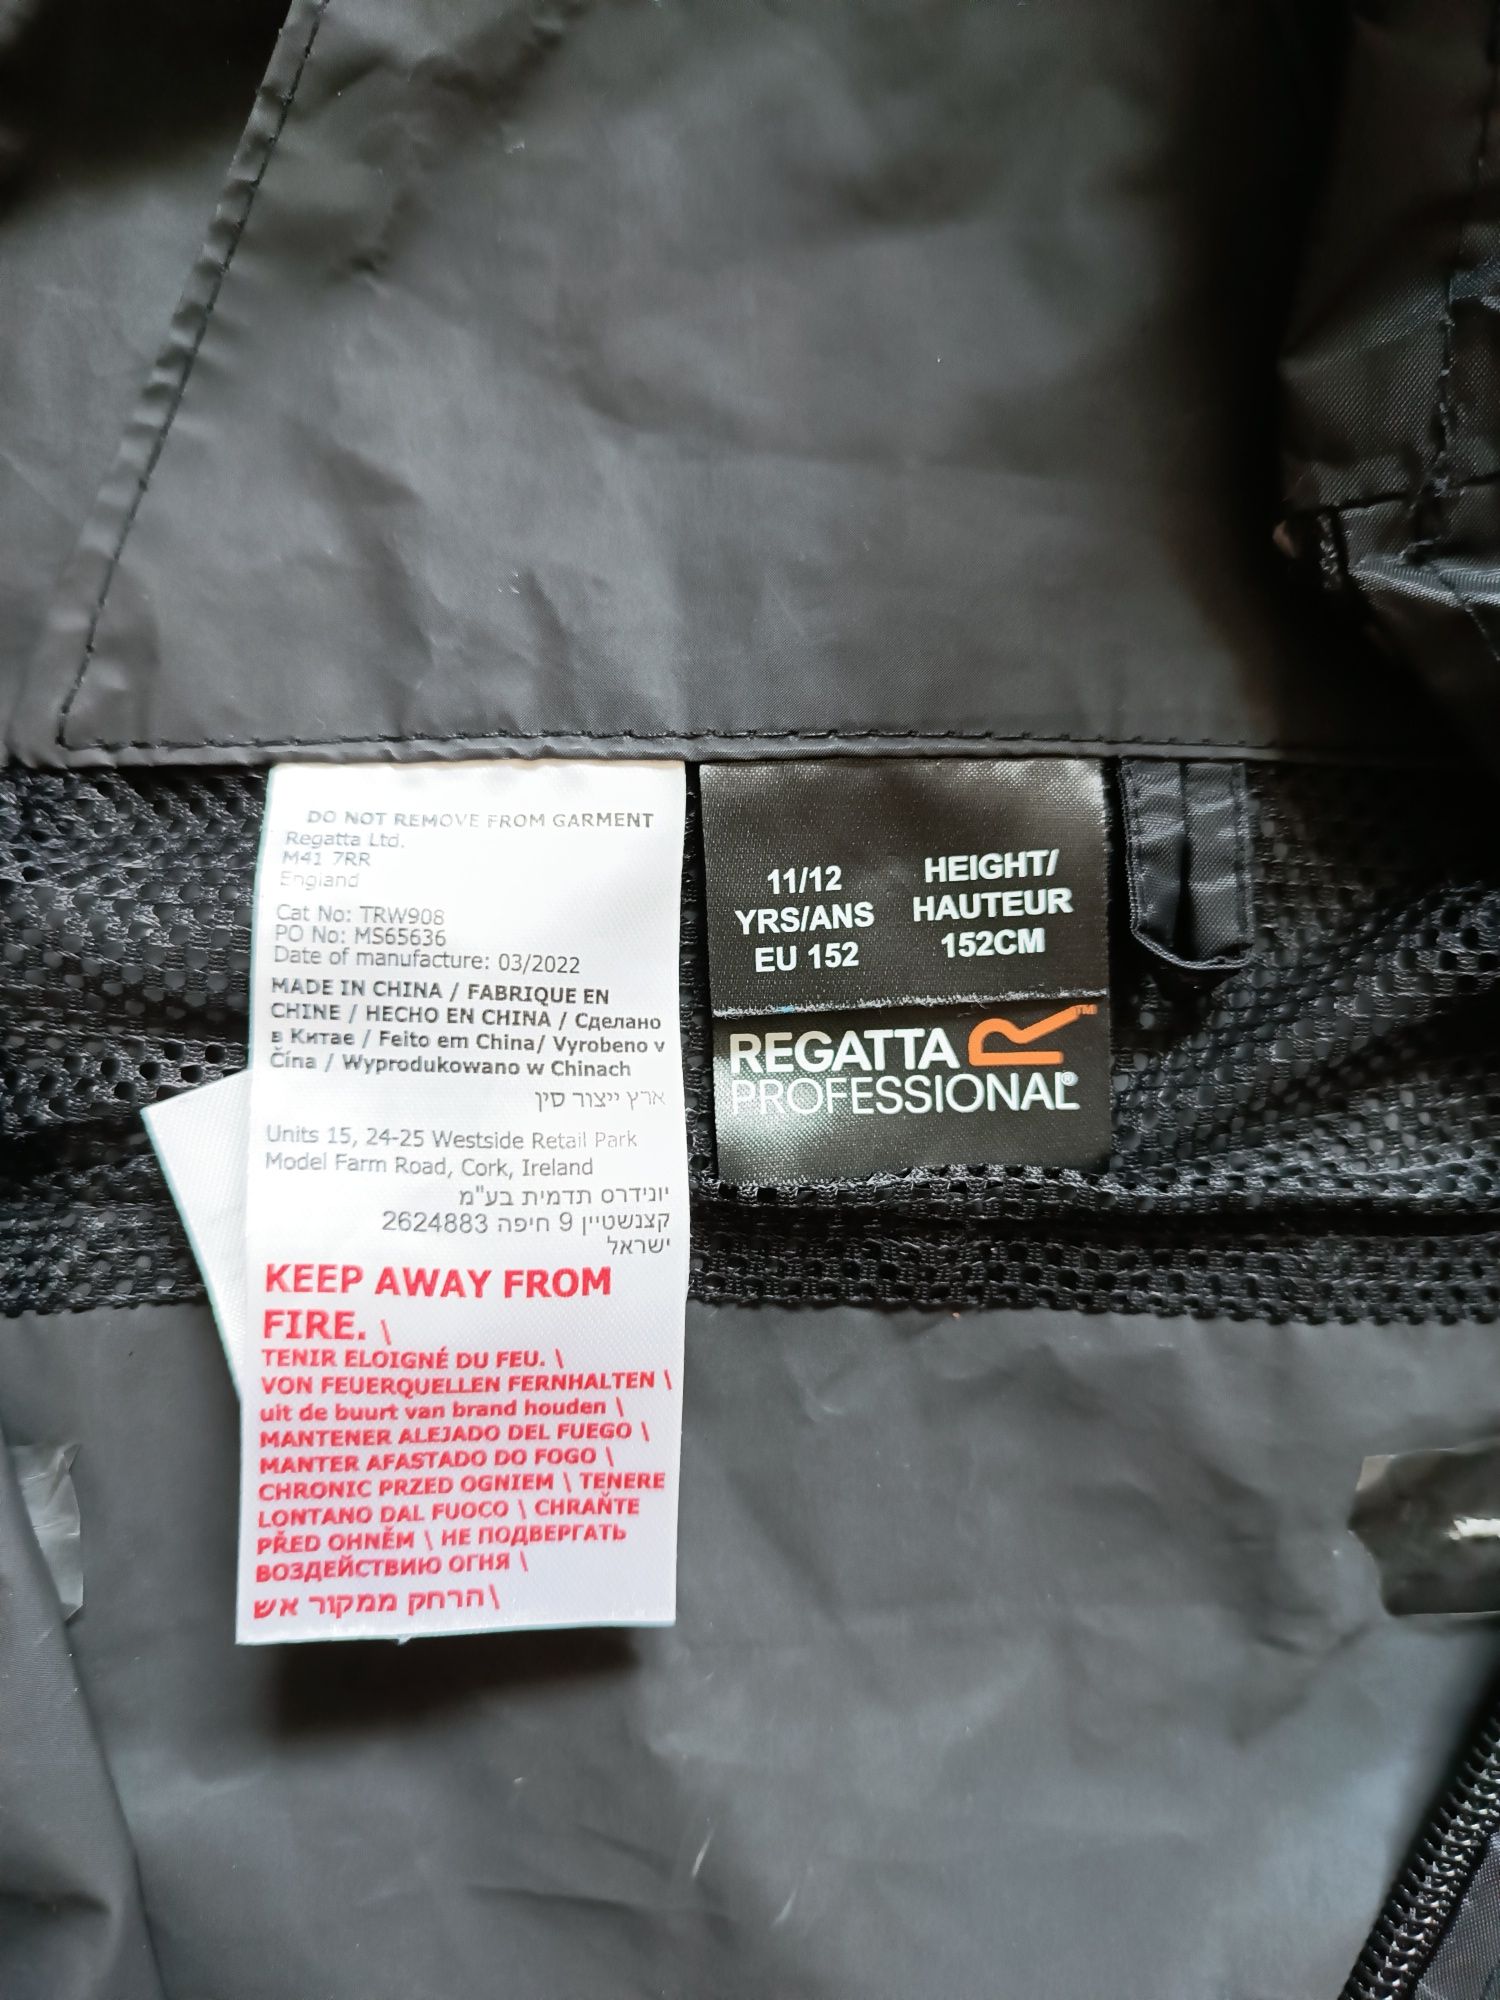 DO NOT REMOVE FROM GARMENT
Regatta Ltd.
M41 7RR
England
Cat No: TRW908
PO No: MS65636
Date of manufacture: 03/2022
MADE IN CHINA / FABRIQUE EN
CHINE / HECHO EN CHINA / Сделано
в Китае / Feito em China/ Vyrobeno v
Čína / Wyprodukowano w Chinach
ארץ ייצור סין
Units 15, 24-25 Westside Retail Park
Model Farm Road, Cork, Ireland
יונידרס תדמית בע"מ
קצנשטיין 9 חיפה 2624883
ישראל
KEEP AWAY FROM
FIRE. \
TENIR ELOIGNÉ DU FEU. \
VON FEUERQUELLEN FERNHALTEN \
uit de buurt van brand houden \
MANTENER ALEJADO DEL FUEGO \
MANTER AFASTADO DO FOGO \
CHRONIC PRZED OGNIEM \ TENERE
LONTANO DAL FUOCO \ CHRAŇTE
PŘED OHNĚM \ НЕ ПОДВЕРГАТЬ
ВОЗДЕЙСТВИЮ ОГНЯ \
הרחק ממקור אש\
11/12
YRS/ANS
EU 152
HEIGHT/
HAUTEUR
152CM
REGATTA R™
PROFESSIONAL®